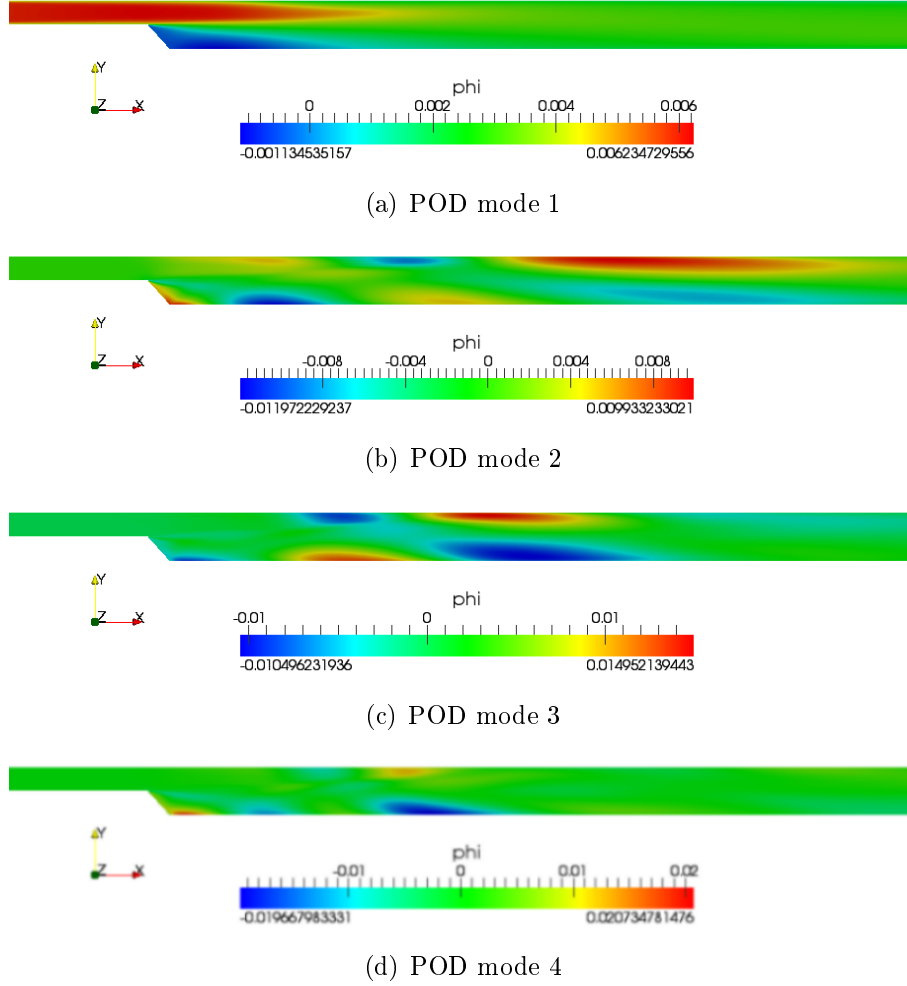 phi
0 0.002 0.004 0.006
-0.001134535157 0.006234729556
Y
Z X
(a) POD mode 1
phi
-0.008 -0.004 0 0.004 0.008
-0.011972229237 0.009933233021
Y
Z X
(b) POD mode 2
phi
-0.01 0 0.01
-0.010496231936 0.014952139443
Y
Z X
(c) POD mode 3
phi
-0.01 0 0.01 0.02
-0.019667983331 0.020734781476
Y
Z X
(d) POD mode 4